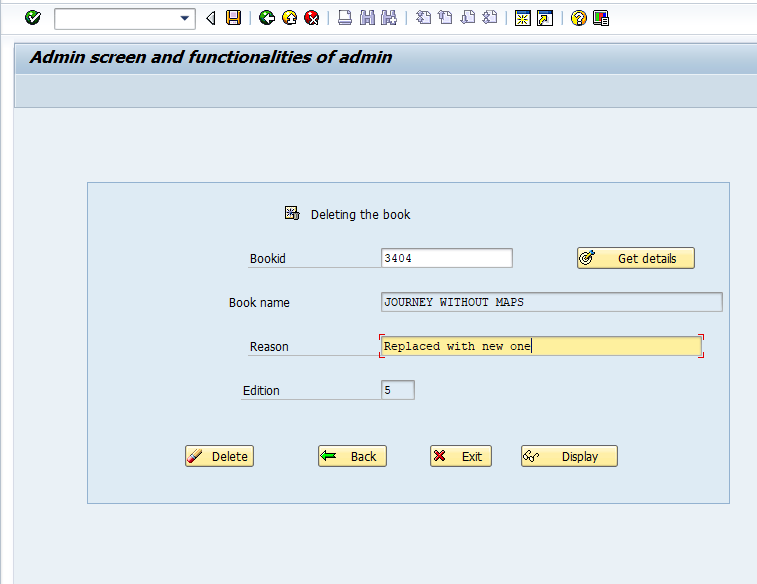 Admin screen and functionalities of admin
Deleting the book
Bookid 3404 Get details
Book name JOURNEY WITHOUT MAPS
Reason Replaced with new one
Edition 5
Delete Back Exit Display